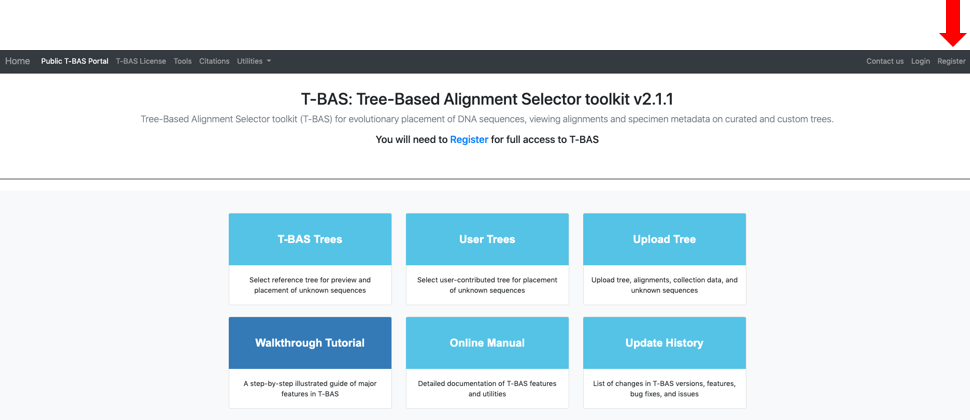 Home Public T-BAS Portal T-BAS License Tools Citations Utilities Contact us Login Register
T-BAS: Tree-Based Alignment Selector toolkit v2.1.1
Tree-Based Alignment Selector toolkit (T-BAS) for evolutionary placement of DNA sequences, viewing alignments and specimen metadata on curated and custom trees.
You will need to Register for full access to T-BAS
T-BAS Trees
Select reference tree for preview and
placement of unknown sequences
User Trees
Select user-contributed tree for placement
of unknown sequences
Upload Tree
Upload tree, alignments, collection data, and
unknown sequences
Walkthrough Tutorial
A step-by-step illustrated guide of major
features in T-BAS
Online Manual
Detailed documentation of T-BAS features
and utilities
Update History
List of changes in T-BAS versions, features,
bug fixes, and issues